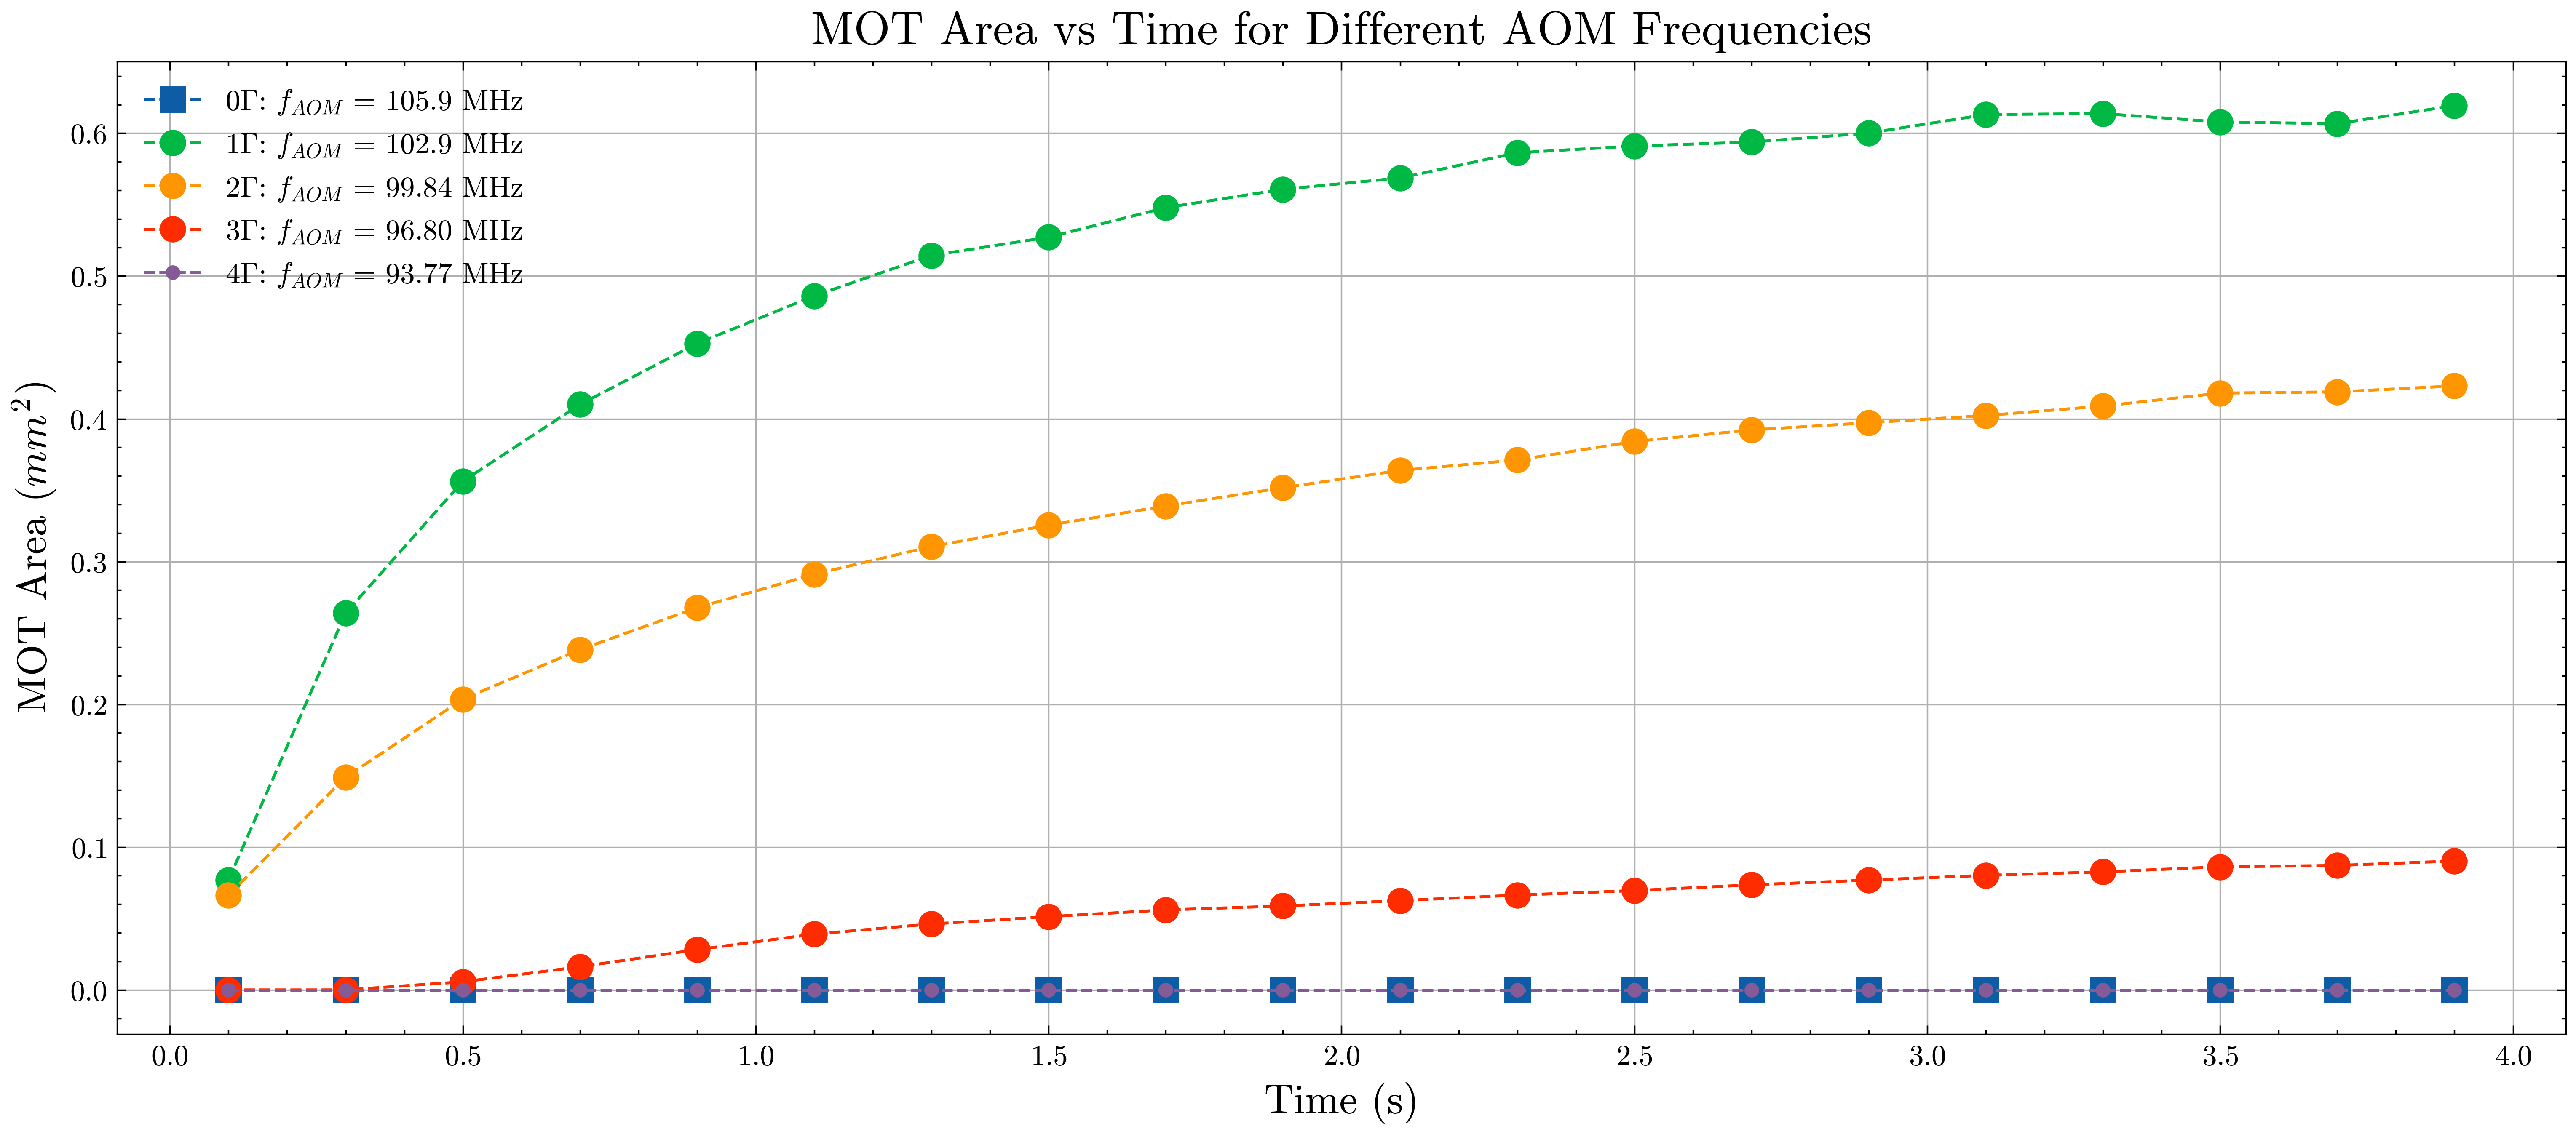 MOT Area vs Time for Different AOM Frequencies
0Γ: f_AOM = 105.9 MHz
1Γ: f_AOM = 102.9 MHz
2Γ: f_AOM = 99.84 MHz
3Γ: f_AOM = 96.80 MHz
4Γ: f_AOM = 93.77 MHz
MOT Area (mm²)
0.6
0.5
0.4
0.3
0.2
0.1
0.0
0.0 0.5 1.0 1.5 2.0 2.5 3.0 3.5 4.0
Time (s)